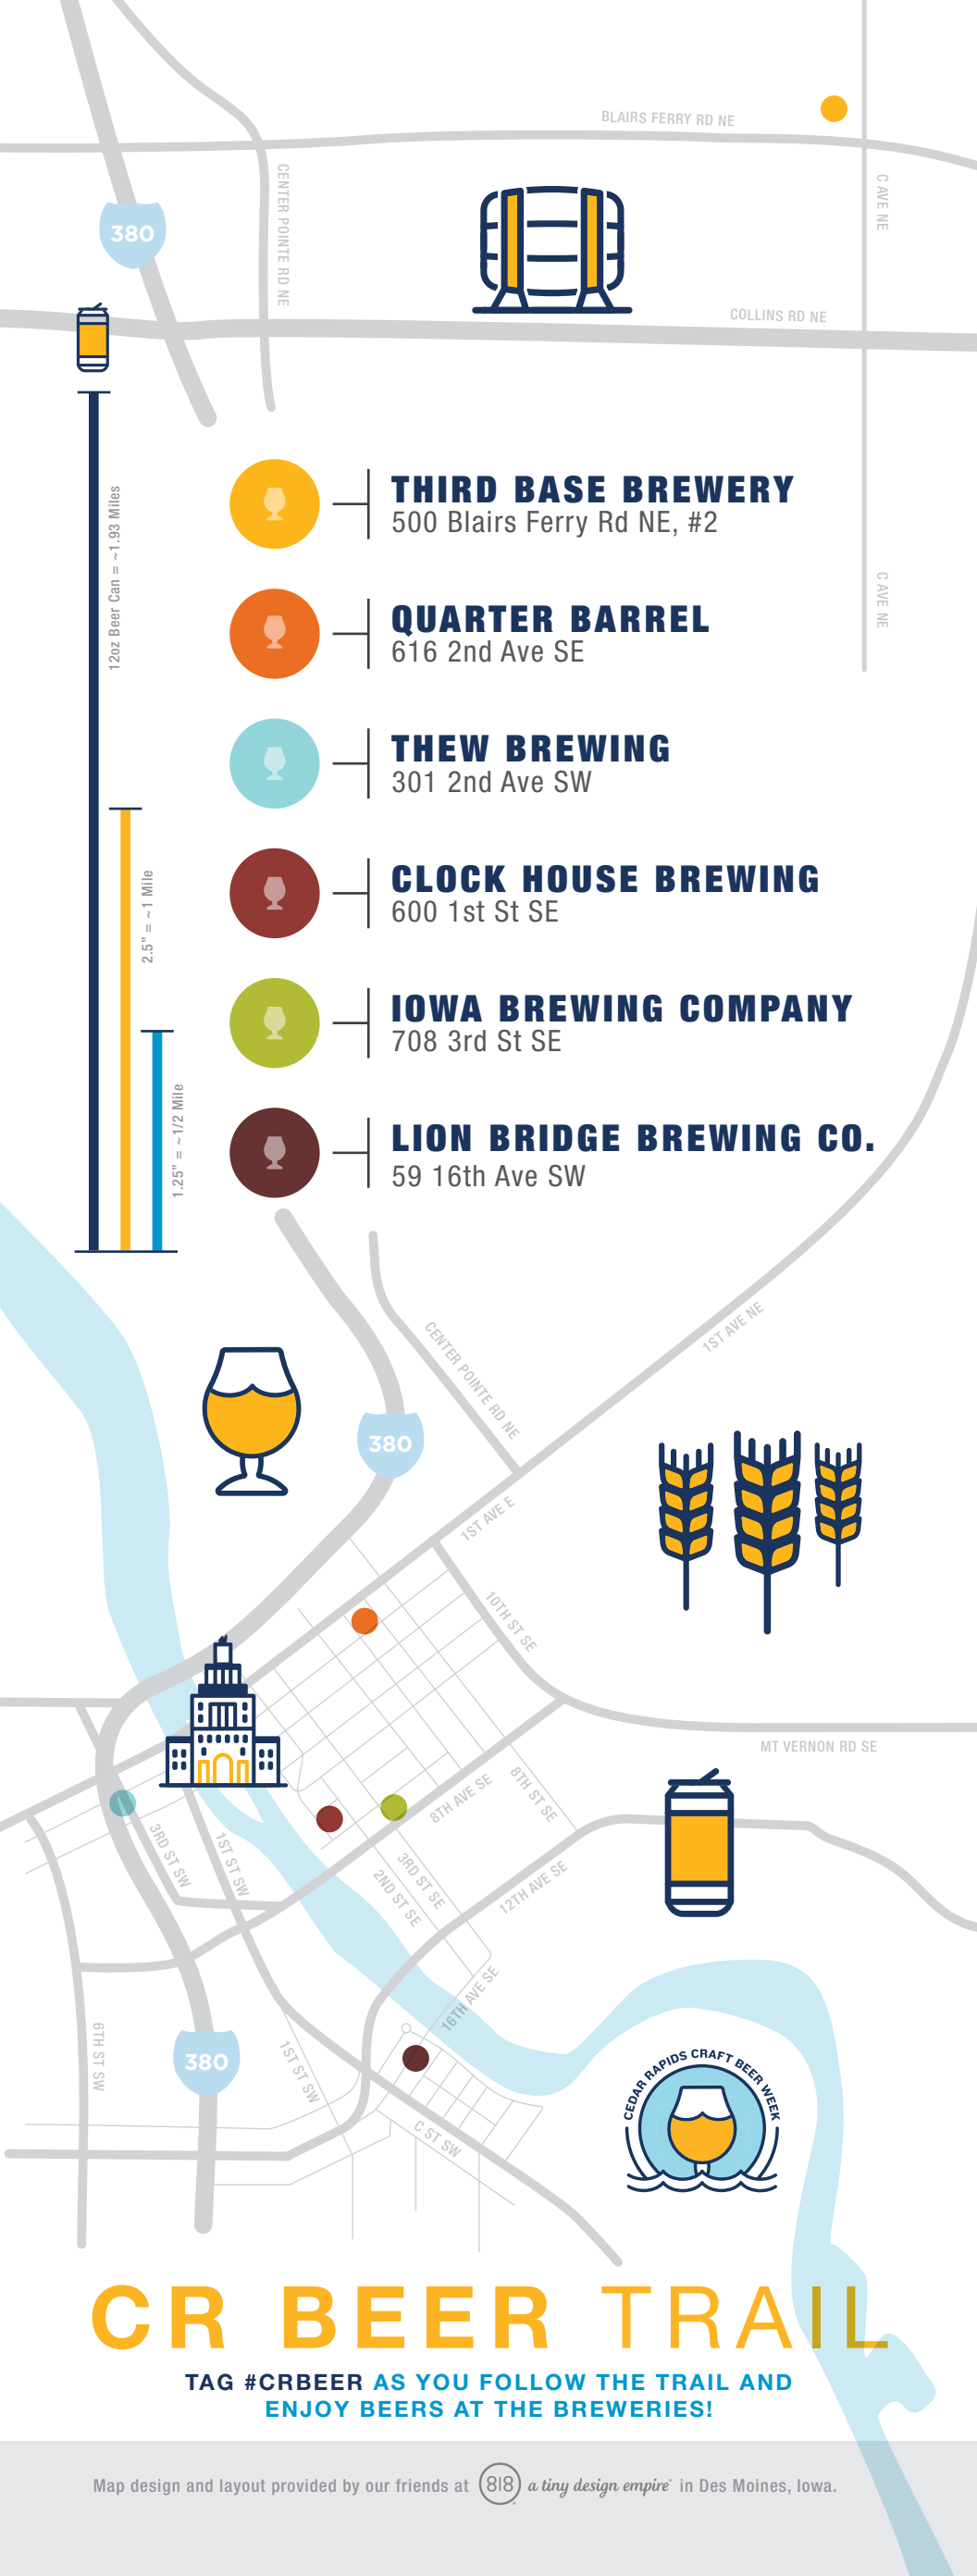 BLAIRS FERRY RD NE
C AVE NE
CENTER POINTE RD NE
380
COLLINS RD NE
12oz Beer Can = ~1.93 Miles
THIRD BASE BREWERY
500 Blairs Ferry Rd NE, #2
QUARTER BARREL
616 2nd Ave SE
C AVE NE
THEW BREWING
301 2nd Ave SW
2.5" = ~1 Mile
CLOCK HOUSE BREWING
600 1st St SE
IOWA BREWING COMPANY
708 3rd St SE
1.25" = ~1/2 Mile
LION BRIDGE BREWING CO.
59 16th Ave SW
1ST AVE NE
CENTER POINTE RD NE
380
1ST AVE E
10TH ST SE
MT VERNON RD SE
8TH AVE SE
8TH ST SE
3RD ST SW
1ST ST SW
3RD ST SE
2ND ST SE
12TH AVE SE
16TH AVE SE
6TH ST SW
380
1ST ST SW
C ST SW
CEDAR RAPIDS CRAFT BEER WEEK
CR BEER TRAIL
TAG #CRBEER AS YOU FOLLOW THE TRAIL AND
ENJOY BEERS AT THE BREWERIES!
Map design and layout provided by our friends at 818 a tiny design empire in Des Moines, Iowa.